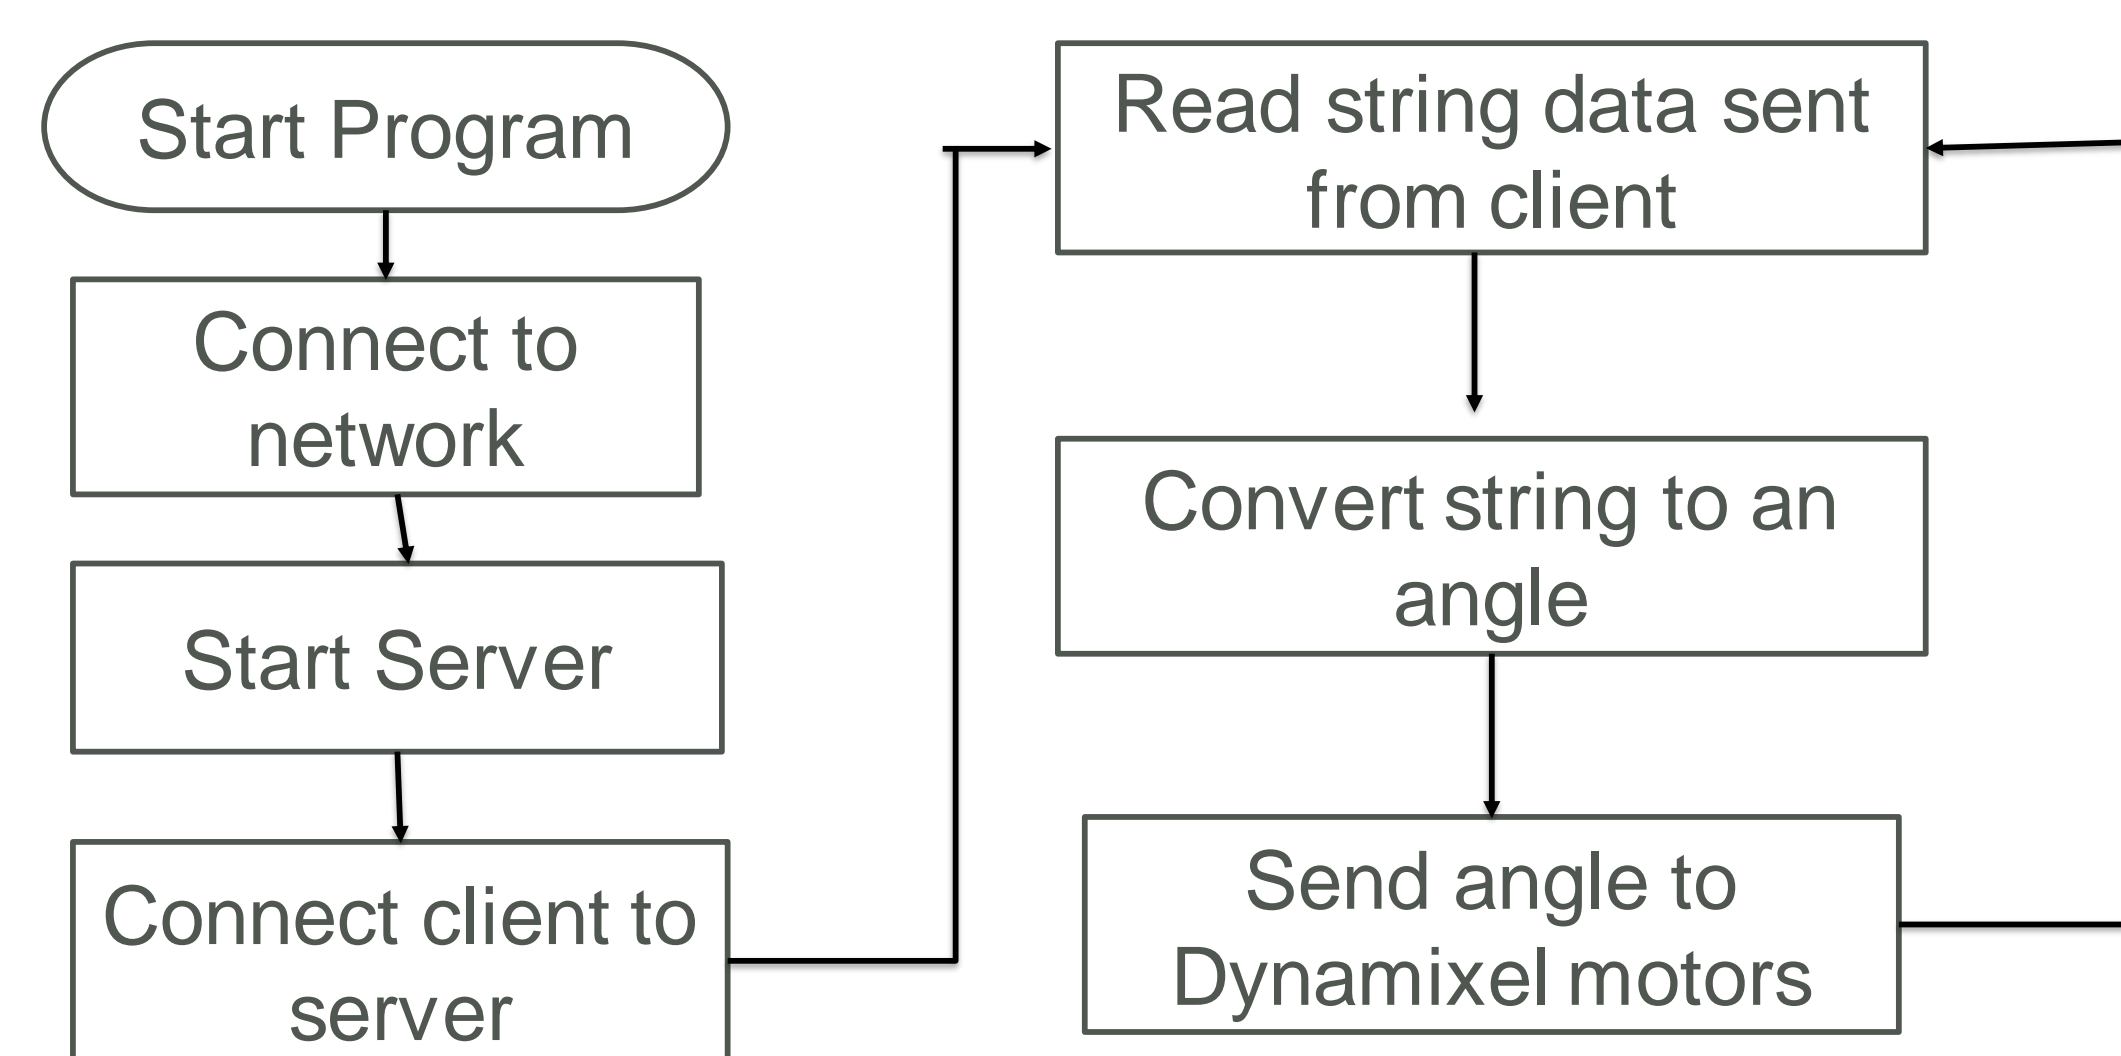 Start Program
Connect to
network
Start Server
Connect client to
server
Read string data sent
from client
Convert string to an
angle
Send angle to
Dynamixel motors